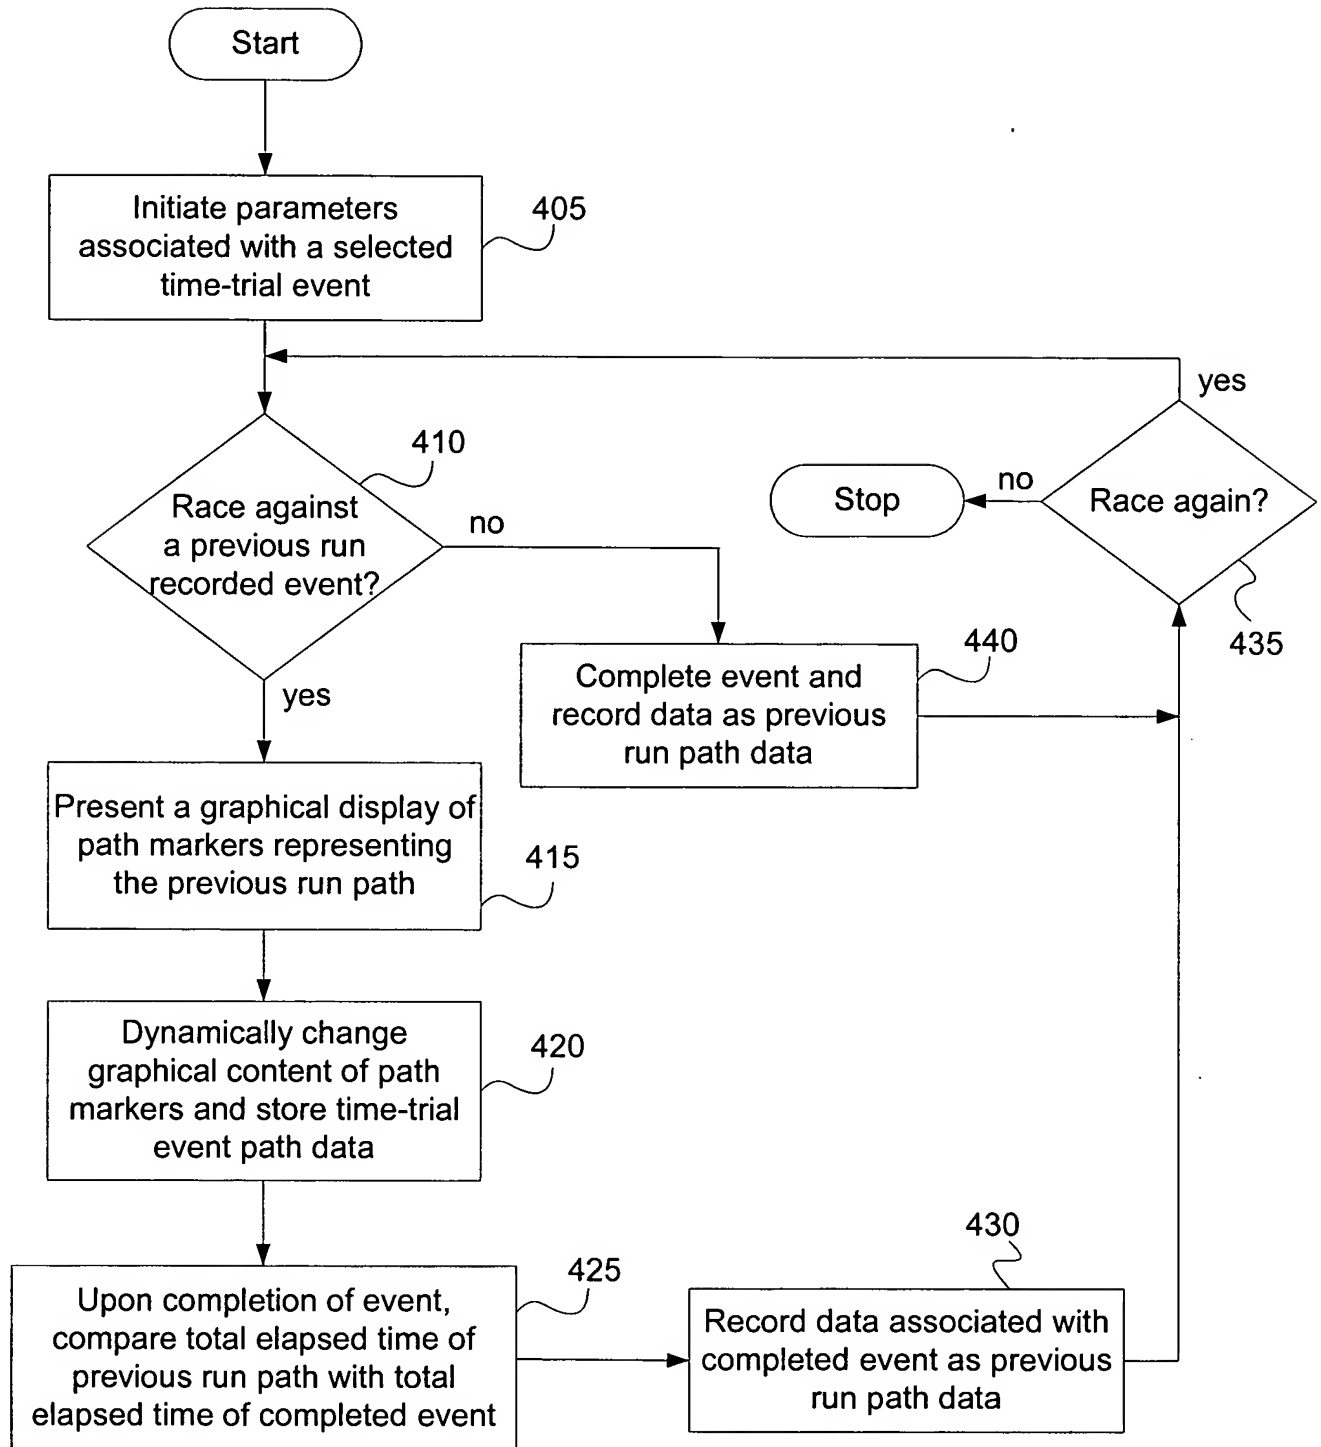 Start
Initiate parameters
associated with a selected
time-trial event
405
yes
410
Race against
a previous run
recorded event?
no
Stop
no
Race again?
435
yes
440
Complete event and
record data as previous
run path data
Present a graphical display of
path markers representing
the previous run path
415
Dynamically change
graphical content of path
markers and store time-trial
event path data
420
Upon completion of event,
compare total elapsed time of
previous run path with total
elapsed time of completed event
425
430
Record data associated with
completed event as previous
run path data